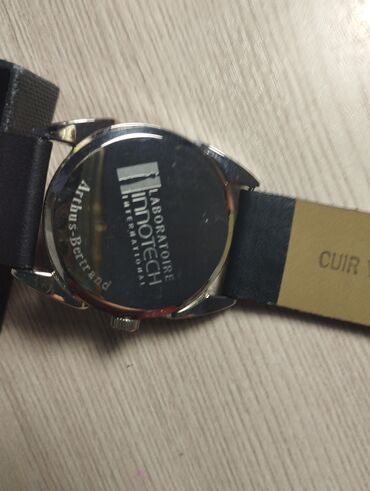 LABORATOIRE
INNOTECH
INTERNATIONAL
Arthus-Bertrand
CUIR